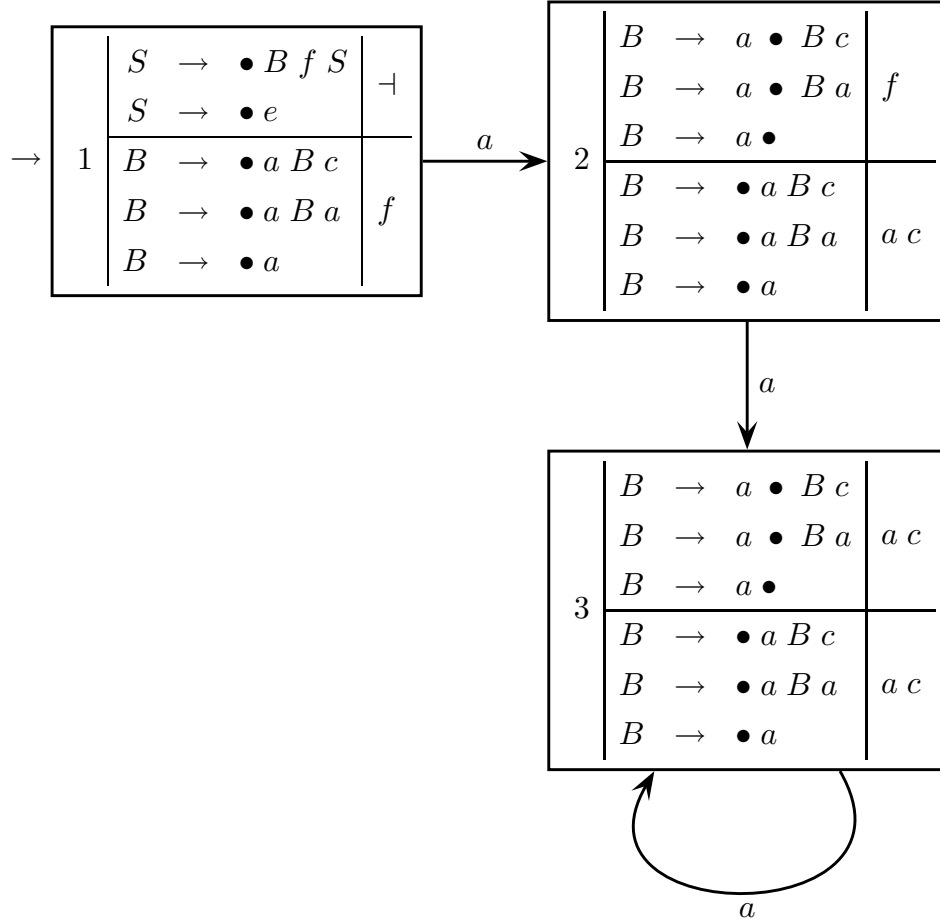 S → • B f S
⊣
S → • e
→ 1
B → • a B c
B → • a B a f
B → • a
a
B → a • B c
B → a • B a f
B → a •
2
B → • a B c
B → • a B a a c
B → • a
a
B → a • B c
B → a • B a a c
B → a •
3
B → • a B c
B → • a B a a c
B → • a
a